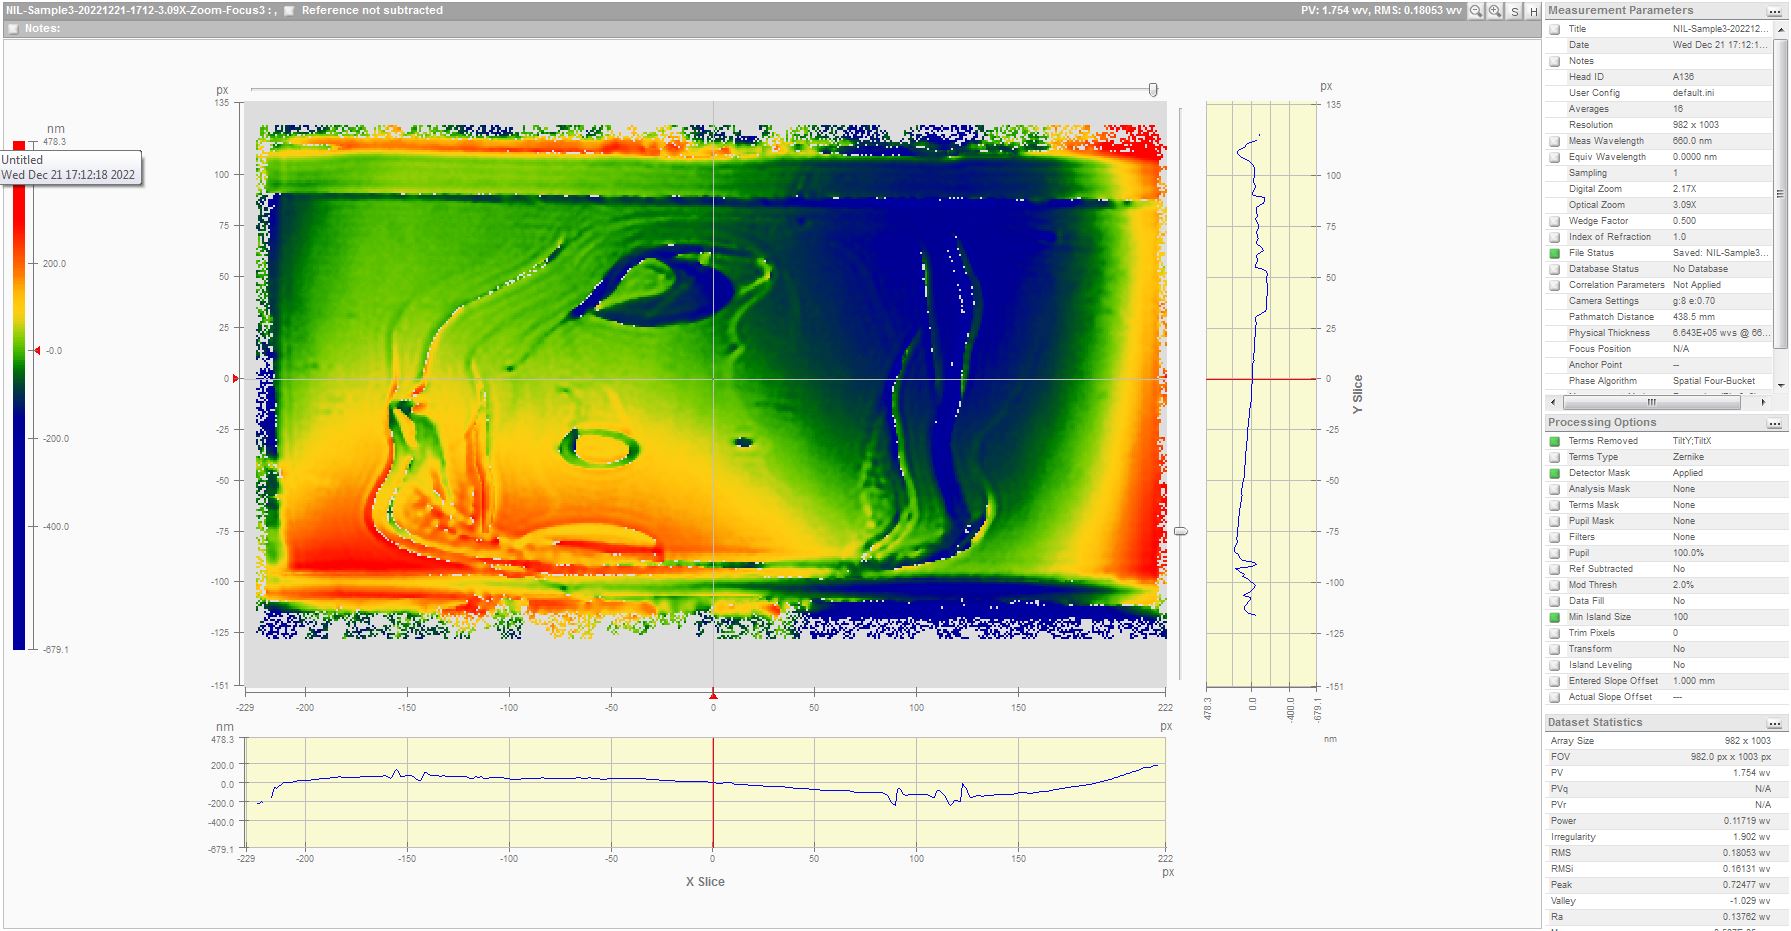 NIL-Sample3-20221221-1712-3.09X-Zoom-Focus3 : , Reference not subtracted PV: 1.754 wv, RMS: 0.18053 wv S H
Notes:
px
135
100
75
50
25
0
-25
-50
-75
-100
-125
-151
-229 -200 -150 -100 -50 0 50 100 150 222
px
nm
478.3
Untitled
Wed Dec 21 17:12:18 2022
200.0
-0.0
-200.0
-400.0
-679.1
px
135
100
75
50
25
0
-25
-50
-75
-100
-125
-151
Y Slice
478.3 0.0 -400.0 -679.1
nm
nm
478.3
200.0
0.0
-200.0
-400.0
-679.1
-229 -200 -150 -100 -50 0 50 100 150 222
px
X Slice
Measurement Parameters ...
Title NIL-Sample3-202212...
Date Wed Dec 21 17:12:1...
Notes
Head ID A136
User Config default.ini
Averages 16
Resolution 982 x 1003
Meas Wavelength 660.0 nm
Equiv Wavelength 0.0000 nm
Sampling 1
Digital Zoom 2.17X
Optical Zoom 3.09X
Wedge Factor 0.500
Index of Refraction 1.0
File Status Saved: NIL-Sample3...
Database Status No Database
Correlation Parameters Not Applied
Camera Settings g:8 e:0.70
Pathmatch Distance 438.5 mm
Physical Thickness 6.643E+05 wvs @ 66...
Focus Position N/A
Anchor Point --
Phase Algorithm Spatial Four-Bucket
Processing Options ...
Terms Removed TiltY;TiltX
Terms Type Zernike
Detector Mask Applied
Analysis Mask None
Terms Mask None
Pupil Mask None
Filters None
Pupil 100.0%
Ref Subtracted No
Mod Thresh 2.0%
Data Fill No
Min Island Size 100
Trim Pixels 0
Transform No
Island Leveling No
Entered Slope Offset 1.000 mm
Actual Slope Offset ---
Dataset Statistics ...
Array Size 982 x 1003
FOV 982.0 px x 1003 px
PV 1.754 wv
PVq N/A
PVr N/A
Power 0.11719 wv
Irregularity 1.902 wv
RMS 0.18053 wv
RMSi 0.16131 wv
Peak 0.72477 wv
Valley -1.029 wv
Ra 0.13762 wv